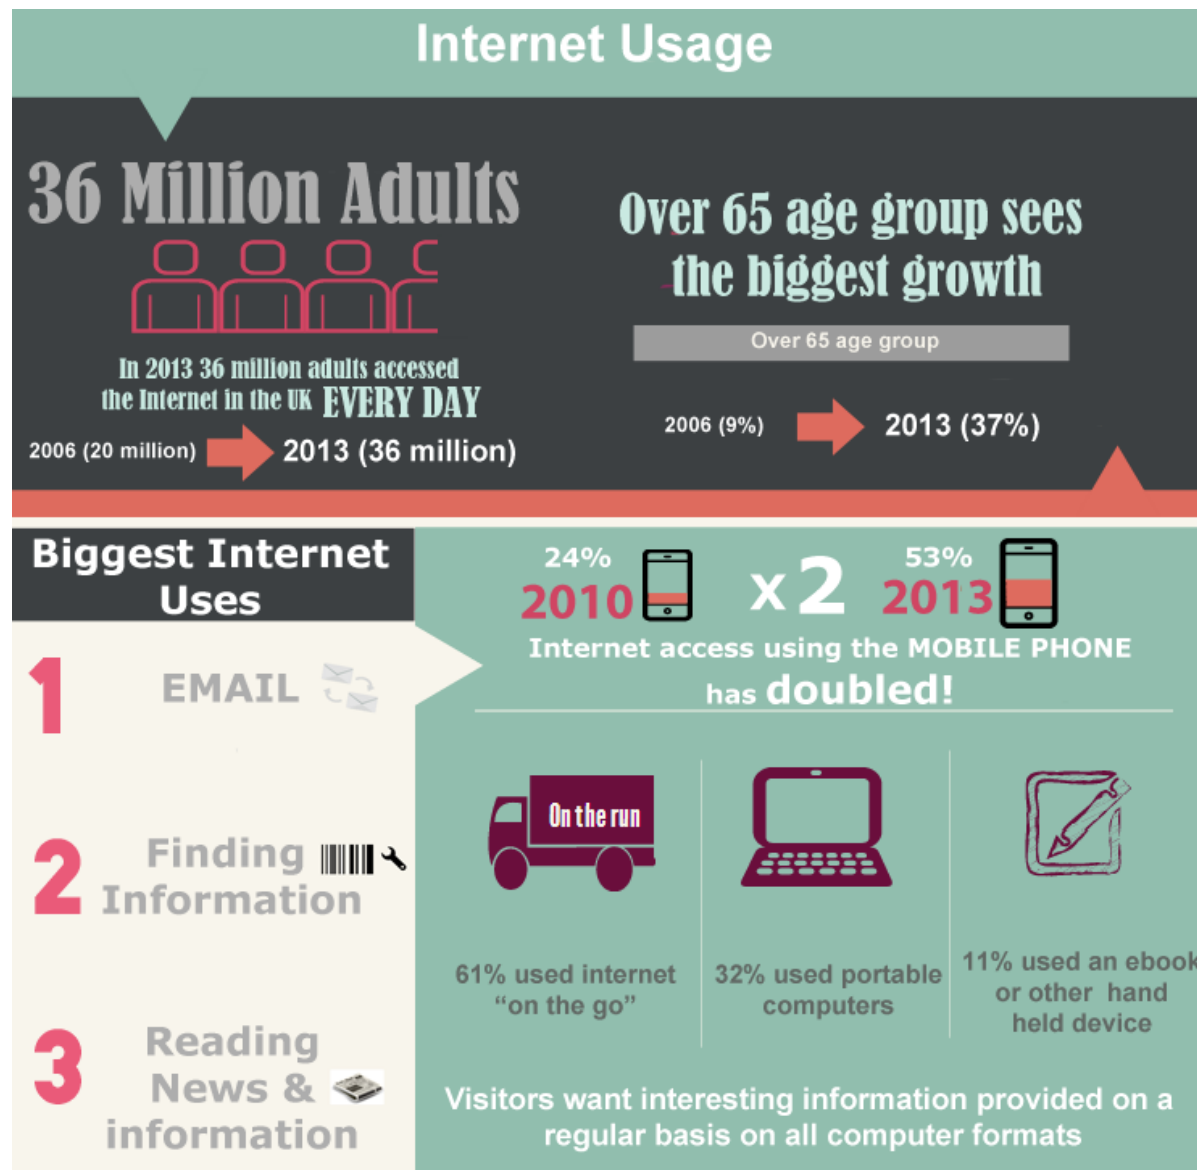 Internet Usage
36 Million Adults
In 2013 36 million adults accessed
the Internet in the UK EVERY DAY
2006 (20 million)
2013 (36 million)
Over 65 age group sees
the biggest growth
Over 65 age group
2006 (9%)
2013 (37%)
Biggest Internet
Uses
1
EMAIL
2
Finding
Information
3
Reading
News &
information
24%
2010
x2
53%
2013
Internet access using the MOBILE PHONE
has doubled!
On the run
61% used internet
“on the go”
32% used portable
computers
11% used an ebook
or other hand
held device
Visitors want interesting information provided on a
regular basis on all computer formats